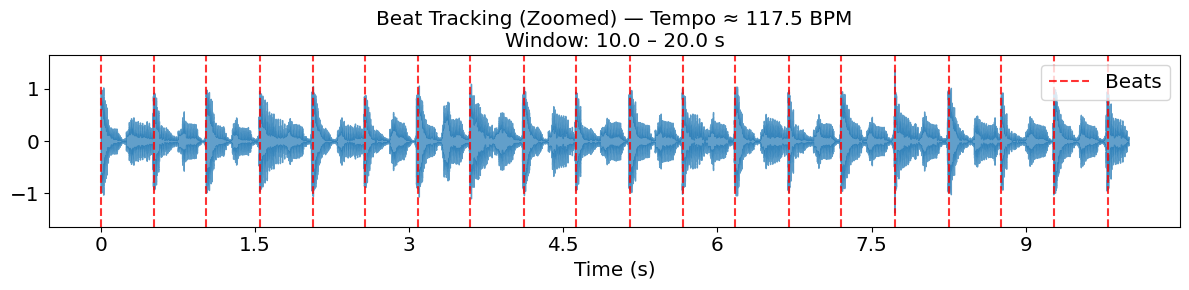 Beat Tracking (Zoomed) — Tempo ≈ 117.5 BPM
Window: 10.0 – 20.0 s
Beats
1
0
−1
0 1.5 3 4.5 6 7.5 9
Time (s)